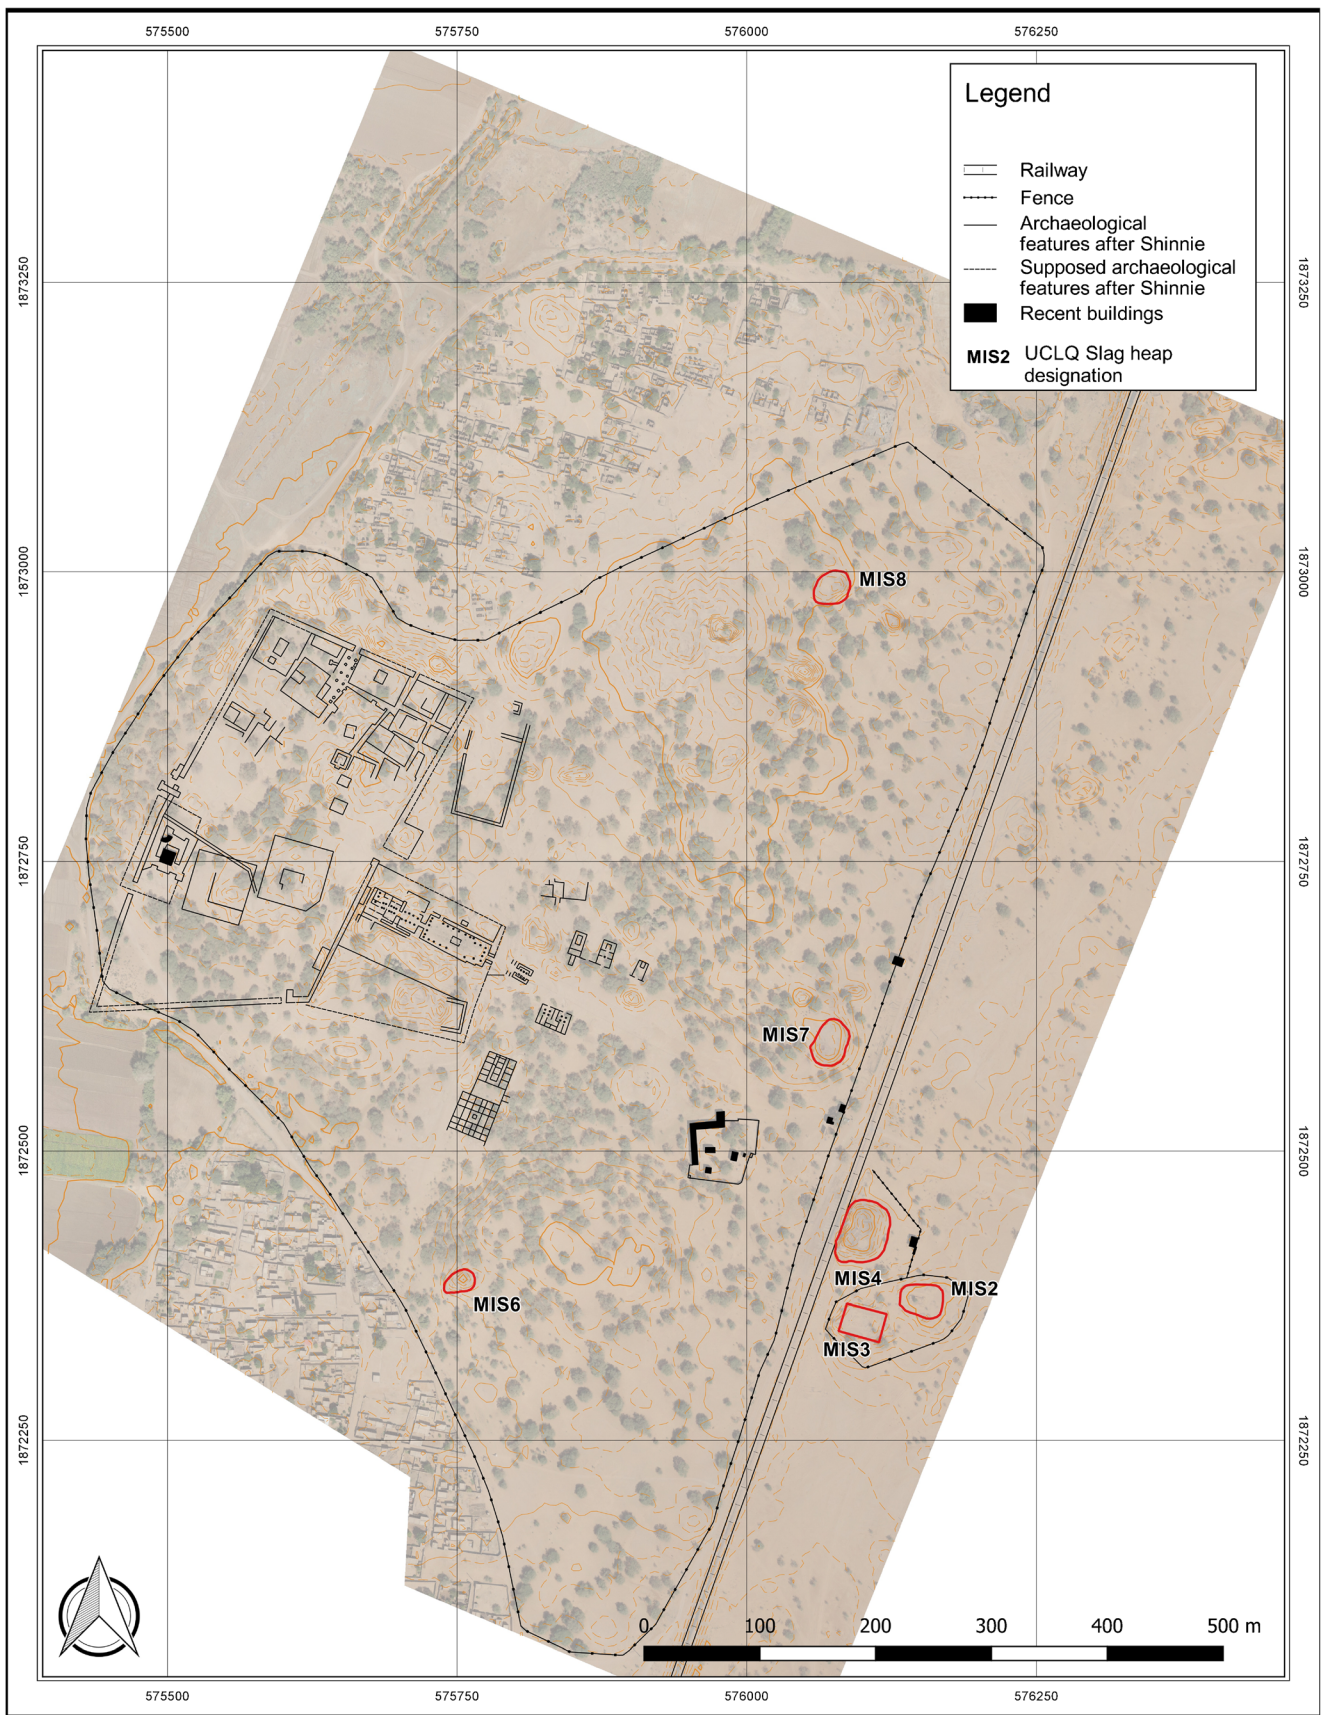 575500
575750
576000
576250
Legend
Railway
Fence
Archaeological
features after Shinnie
Supposed archaeological
features after Shinnie
Recent buildings
MIS2 UCLQ Slag heap
designation
1873250
1873250
1873000
1873000
MIS8
1872750
1872750
MIS7
1872500
1872500
MIS4
MIS2
MIS6
MIS3
1872250
1872250
0 100 200 300 400 500 m
575500
575750
576000
576250